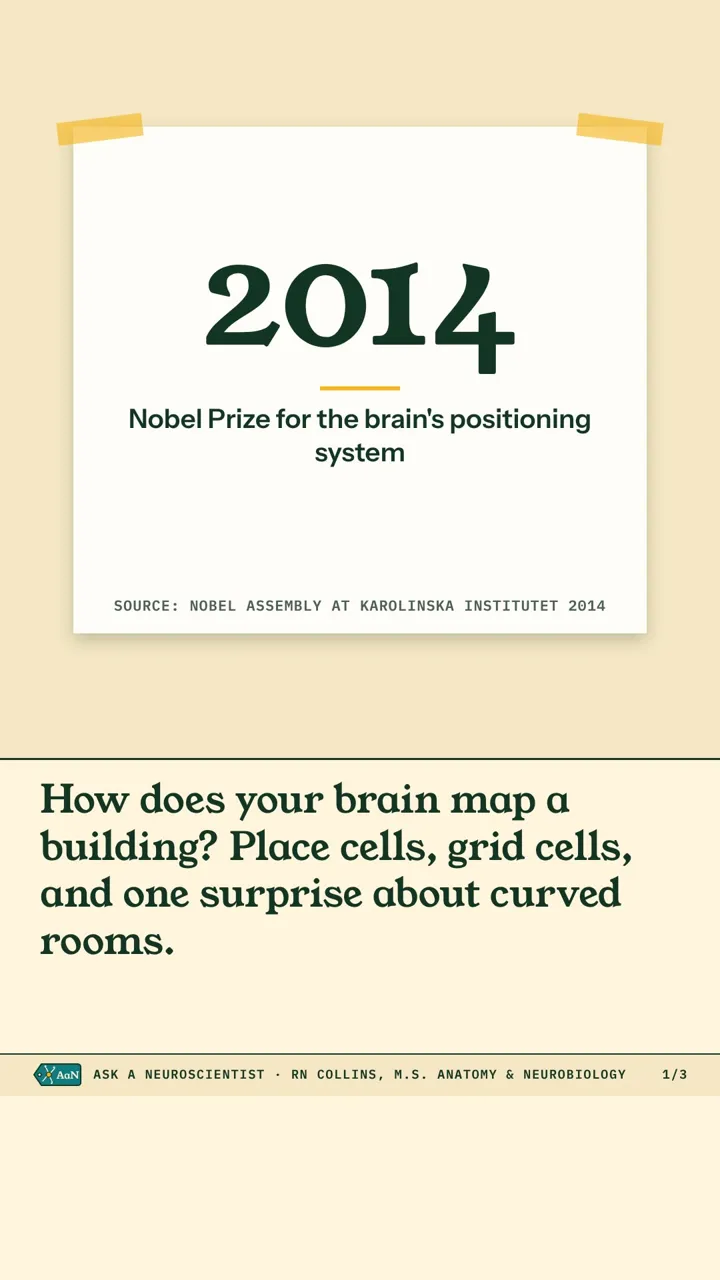 2014
Nobel Prize for the brain's positioning
system
SOURCE: NOBEL ASSEMBLY AT KAROLINSKA INSTITUTET 2014
How does your brain map a
building? Place cells, grid cells,
and one surprise about curved
rooms.
AaN ASK A NEUROSCIENTIST · RN COLLINS, M.S. ANATOMY & NEUROBIOLOGY 1/3